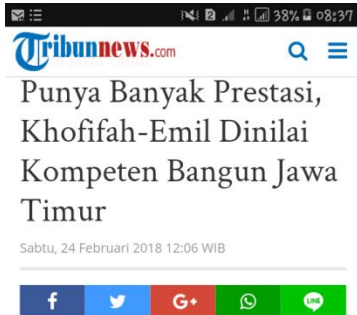 38% 08:37
Tribunnews.com
Punya Banyak Prestasi,
Khofifah-Emil Dinilai
Kompeten Bangun Jawa
Timur
Sabtu, 24 Februari 2018 12:06 WIB
f G+ LINE